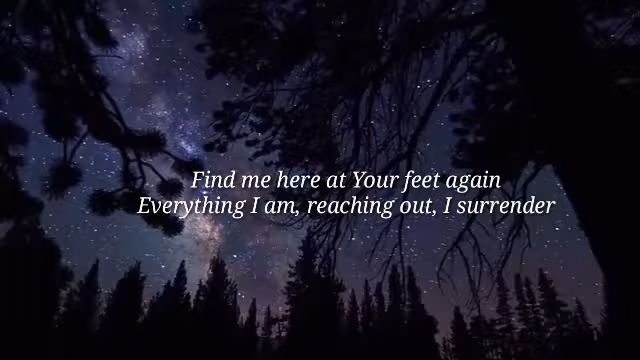 Find me here at Your feet again
Everything I am, reaching out, I surrender